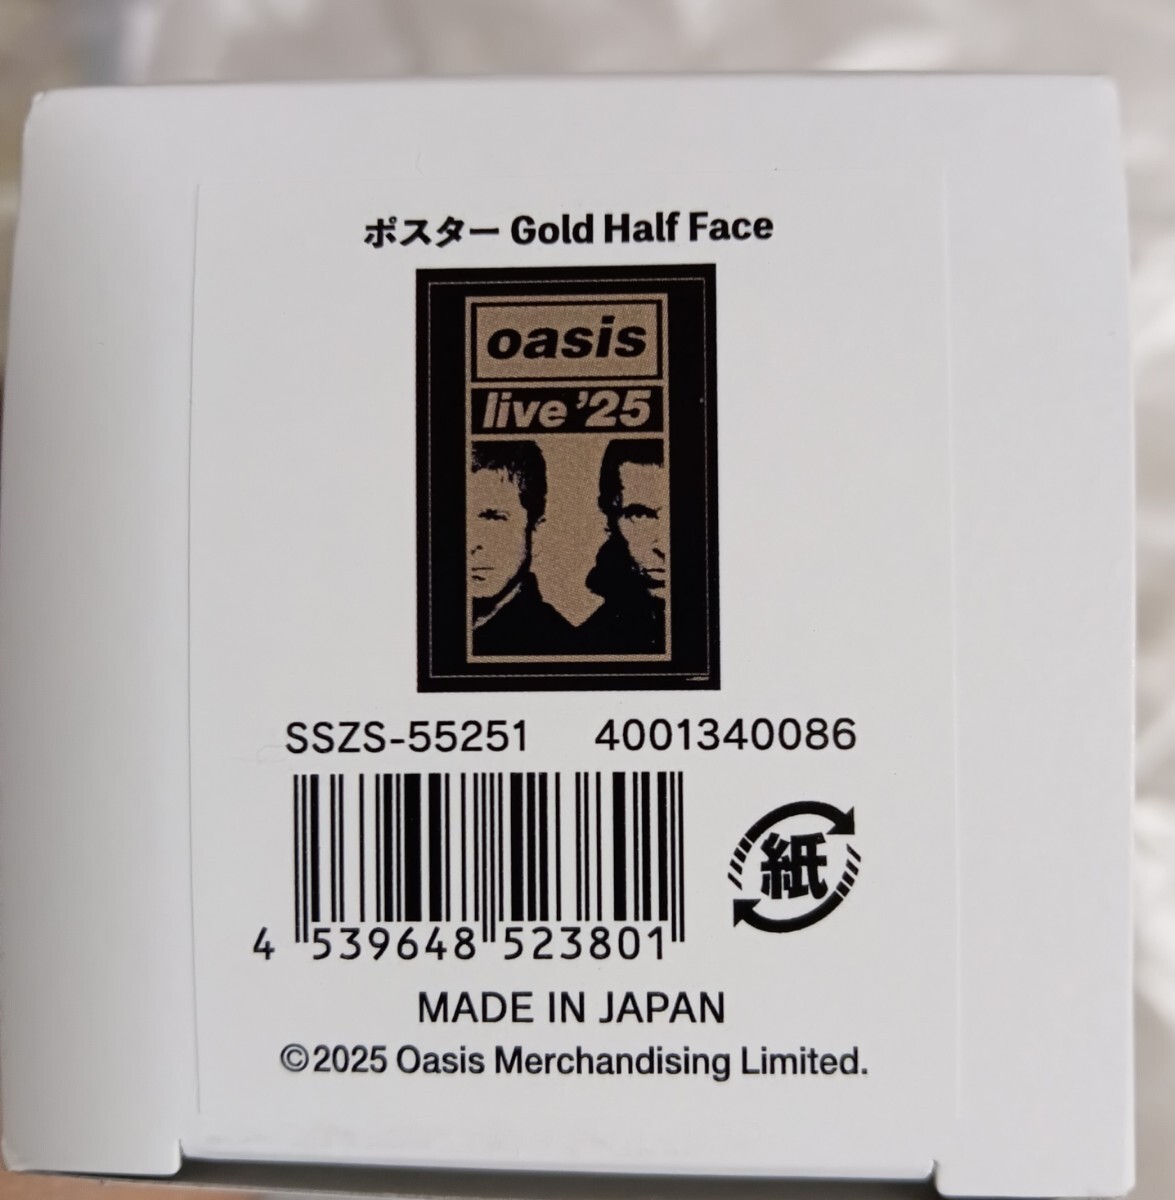 ポスター Gold Half Face
oasis
live '25
SSZS-55251 4001340086
紙
4 539648 523801
MADE IN JAPAN
©2025 Oasis Merchandising Limited.